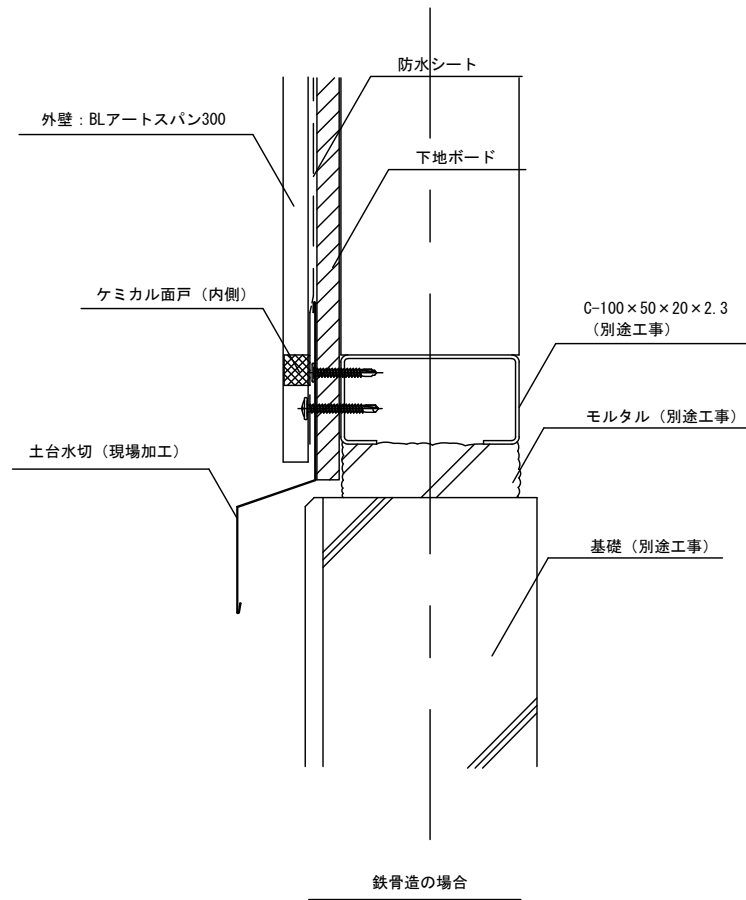 防水シート
外壁：BLアートスパン300
下地ボード
ケミカル面戸（内側）
C-100×50×20×2.3
（別途工事）
モルタル（別途工事）
土台水切（現場加工）
基礎（別途工事）
鉄骨造の場合